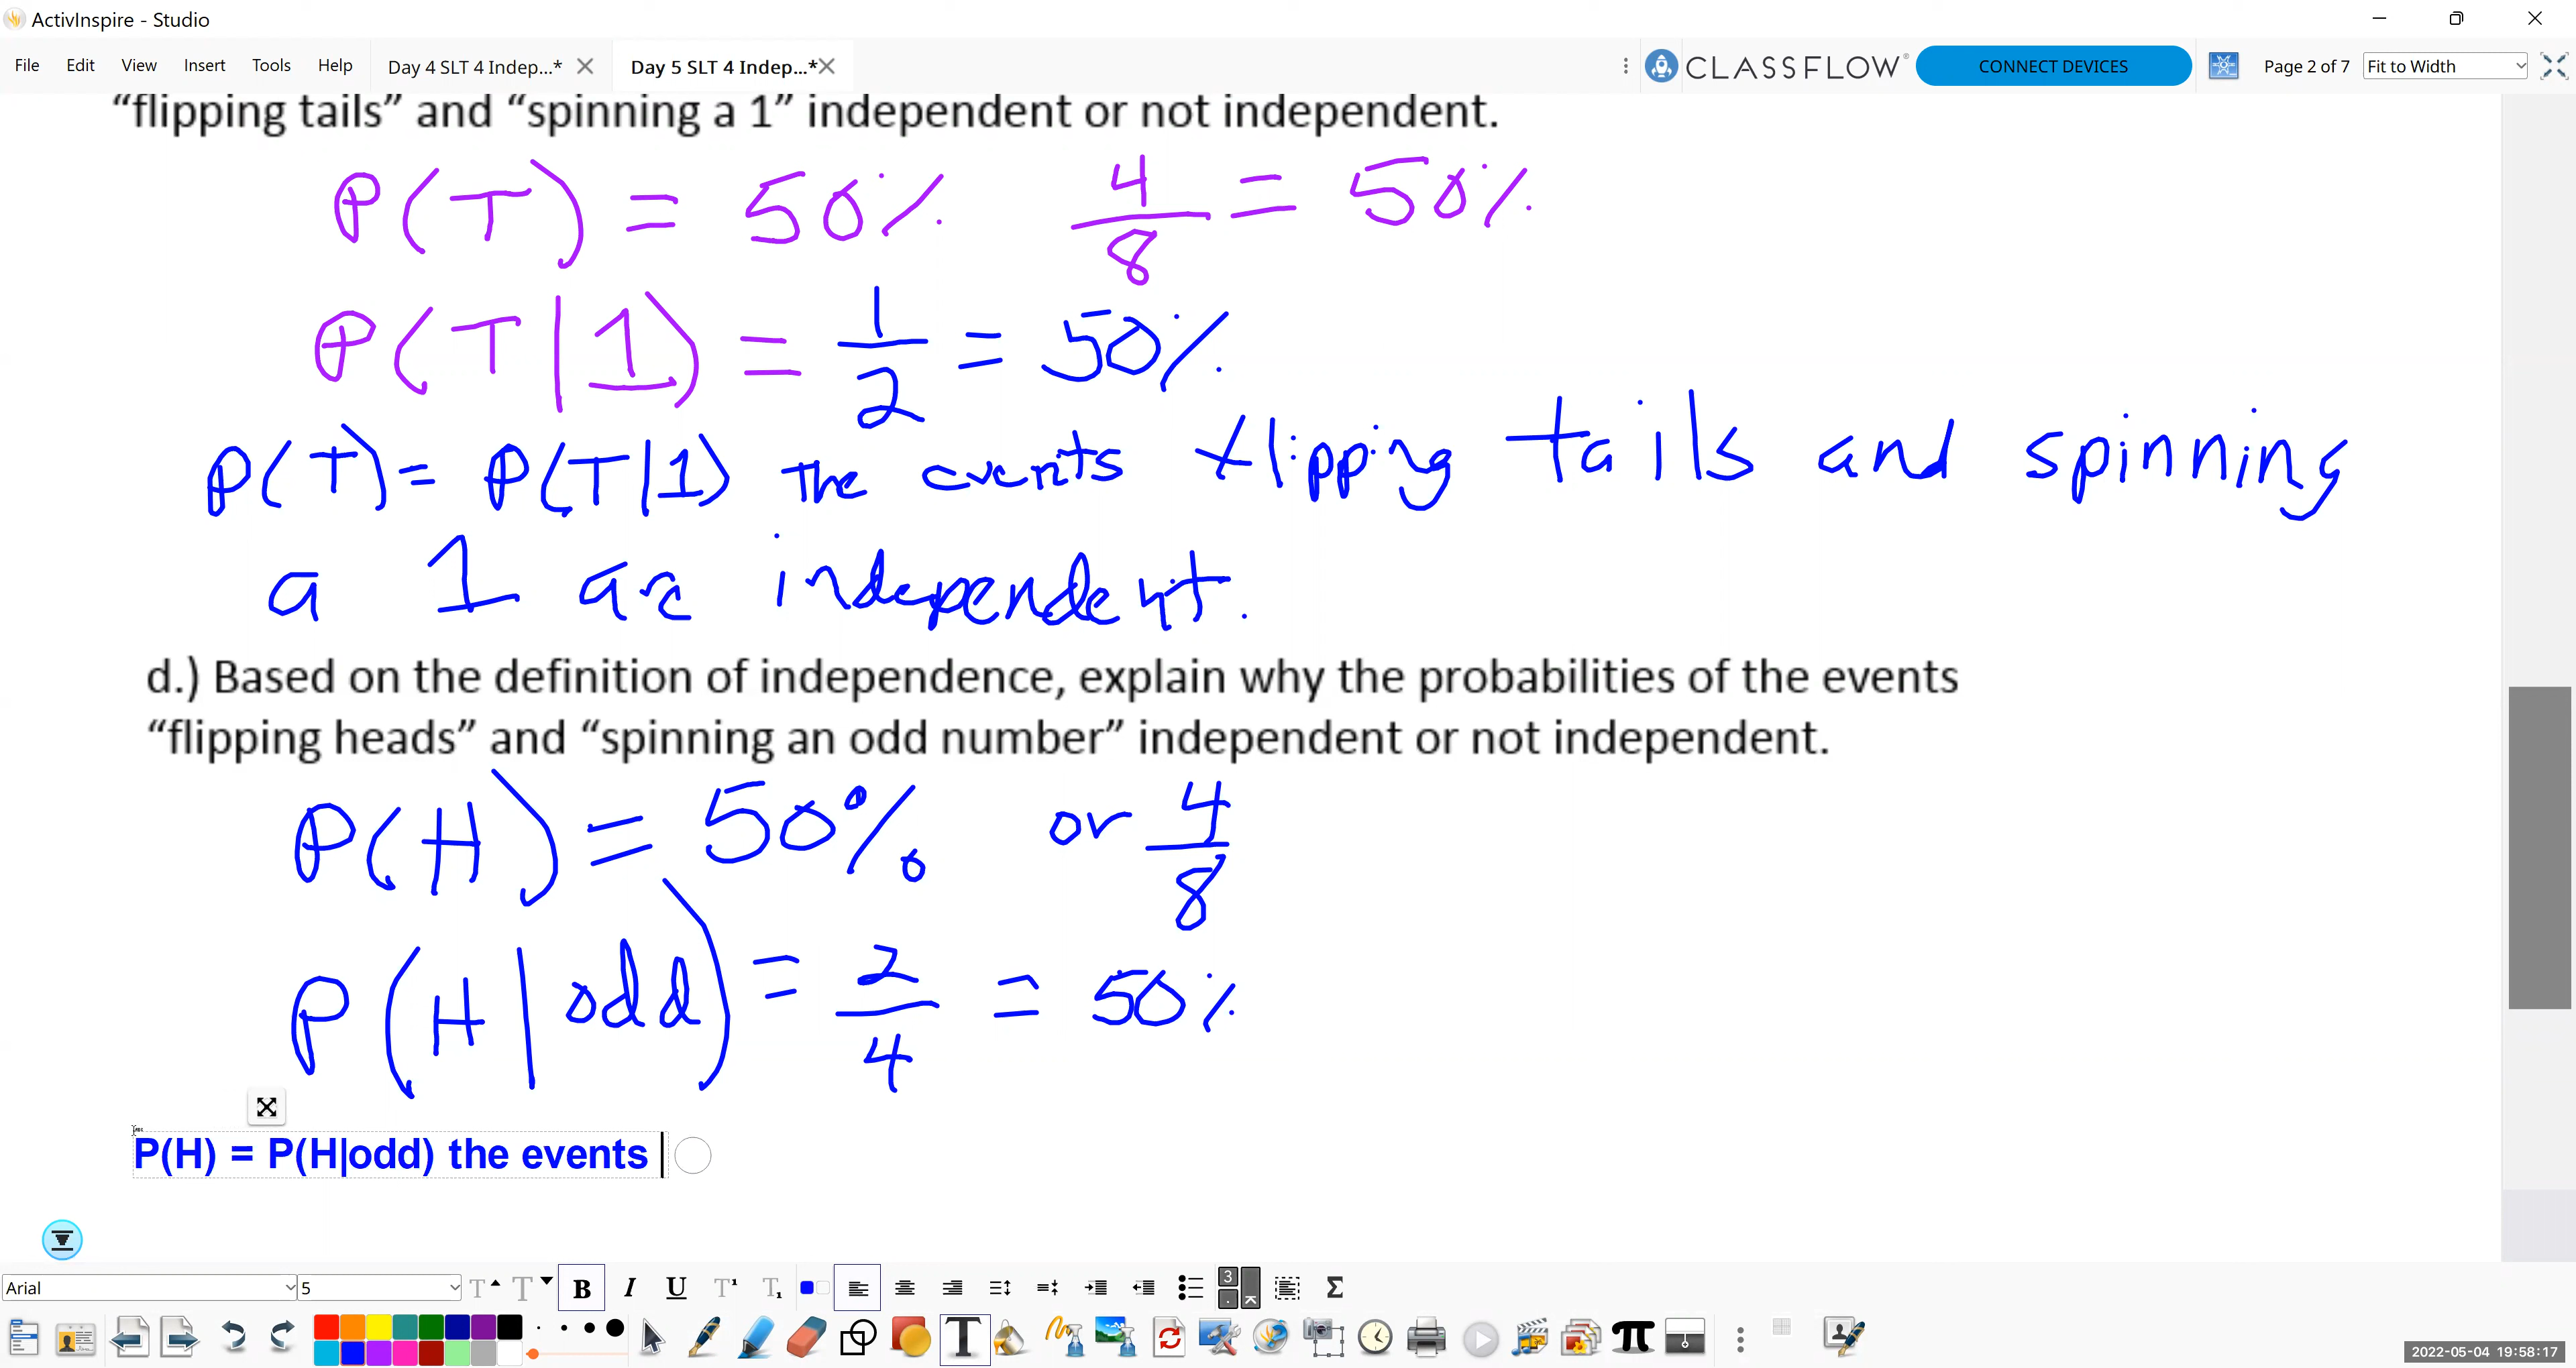 ActivInspire - Studio
File Edit View Insert Tools Help Day 4 SLT 4 Indep...* Day 5 SLT 4 Indep...* CLASSFLOW® CONNECT DEVICES Page 2 of 7 Fit to Width
“flipping tails” and “spinning a 1” independent or not independent.
P(T) = 50% 4/8 = 50%
P(T|1) = 1/2 = 50%
P(T) = P(T|1) The events flipping tails and spinning
a 1 are independent.
d.) Based on the definition of independence, explain why the probabilities of the events
“flipping heads” and “spinning an odd number” independent or not independent.
P(H) = 50% or 4/8
P(H|odd) = 2/4 = 50%
P(H) = P(H|odd) the events
Arial 5 B I U
2022-05-04 19:58:17